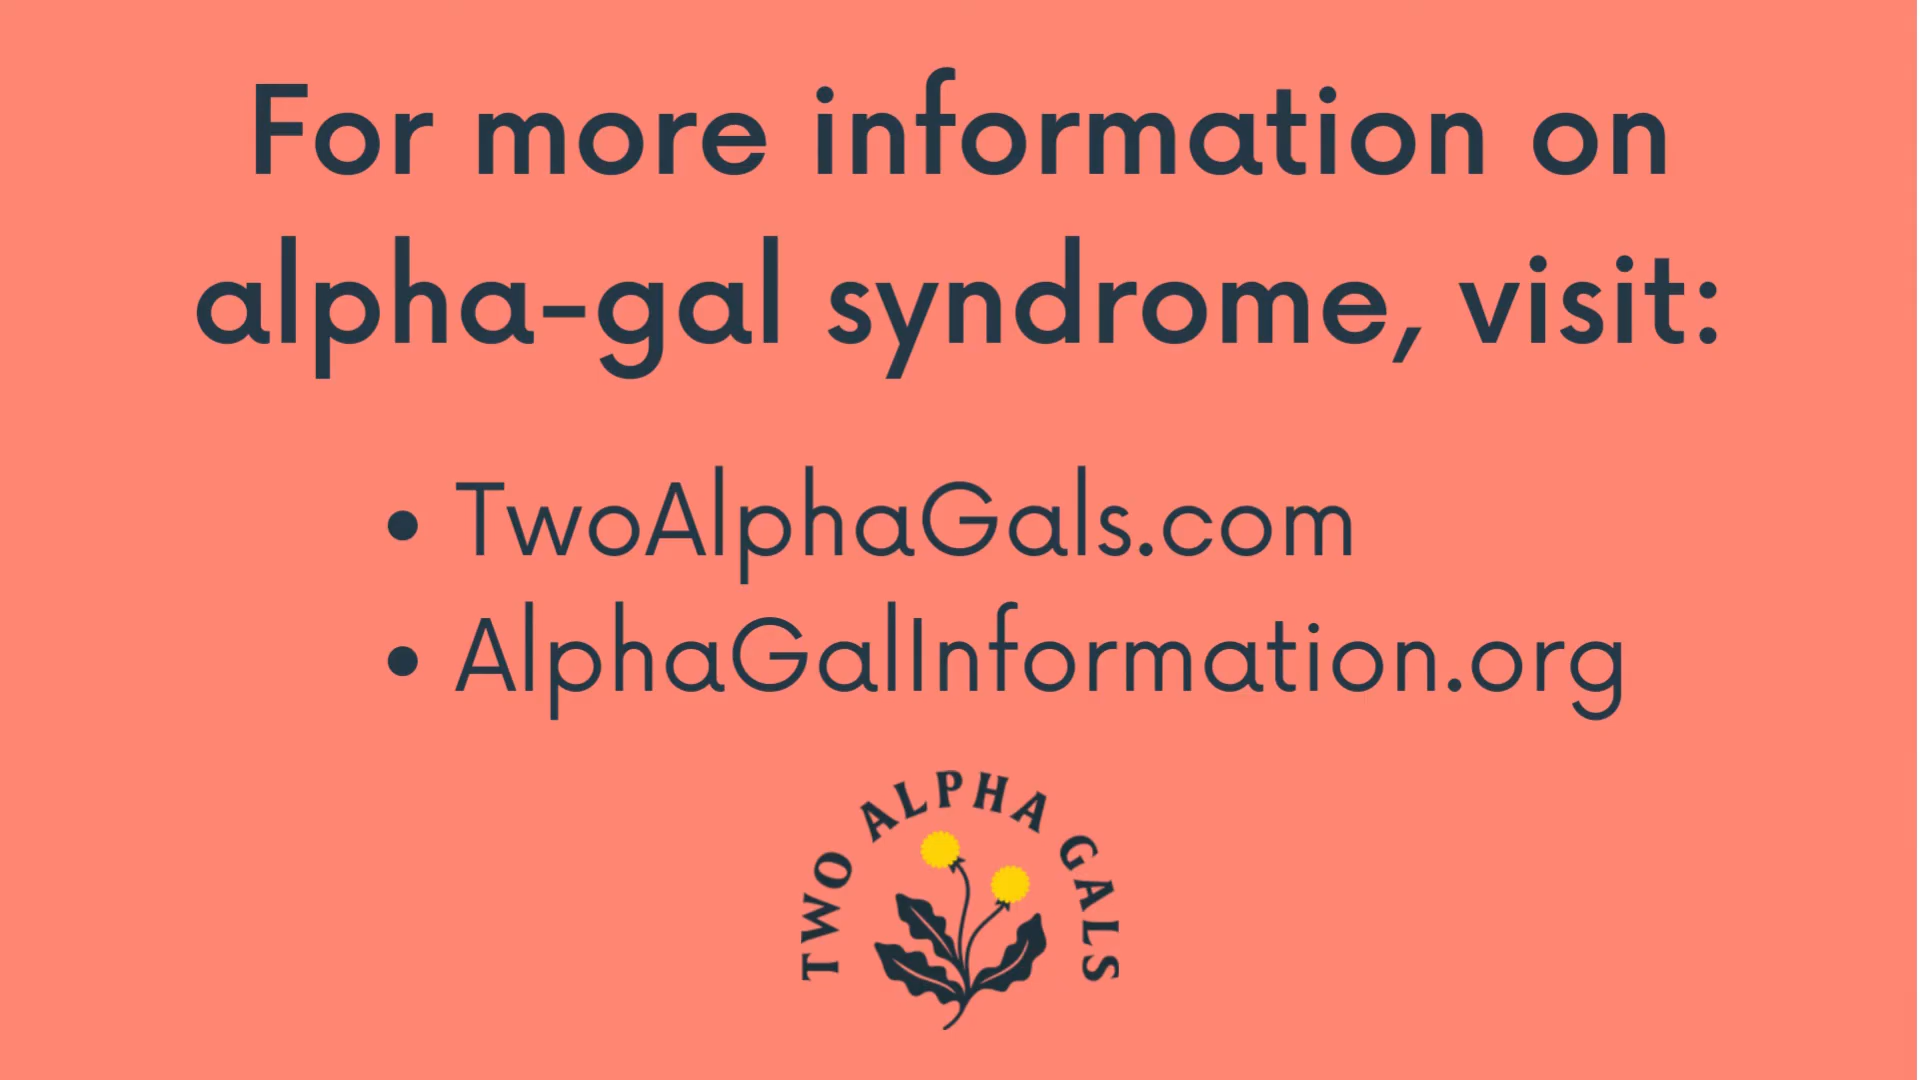 For more information on
alpha-gal syndrome, visit:
• TwoAlphaGals.com
• AlphaGalInformation.org
TWO ALPHA GALS